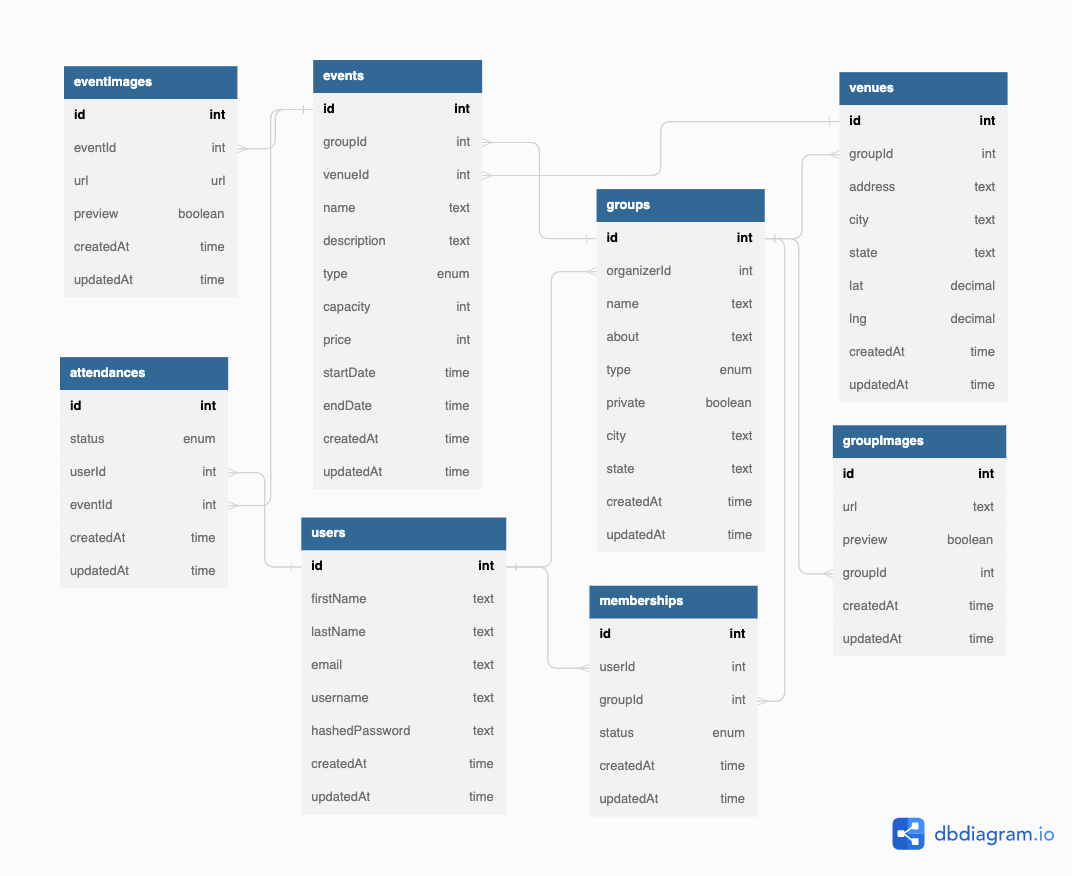 eventImages
id int
eventId int
url url
preview boolean
createdAt time
updatedAt time
events
id int
groupId int
venueId int
name text
description text
type enum
capacity int
price int
startDate time
endDate time
createdAt time
updatedAt time
venues
id int
groupId int
address text
city text
state text
lat decimal
lng decimal
createdAt time
updatedAt time
groups
id int
organizerId int
name text
about text
type enum
private boolean
city text
state text
createdAt time
updatedAt time
attendances
id int
status enum
userId int
eventId int
createdAt time
updatedAt time
groupImages
id int
url text
preview boolean
groupId int
createdAt time
updatedAt time
users
id int
firstName text
lastName text
email text
username text
hashedPassword text
createdAt time
updatedAt time
memberships
id int
userId int
groupId int
status enum
createdAt time
updatedAt time
dbdiagram.io